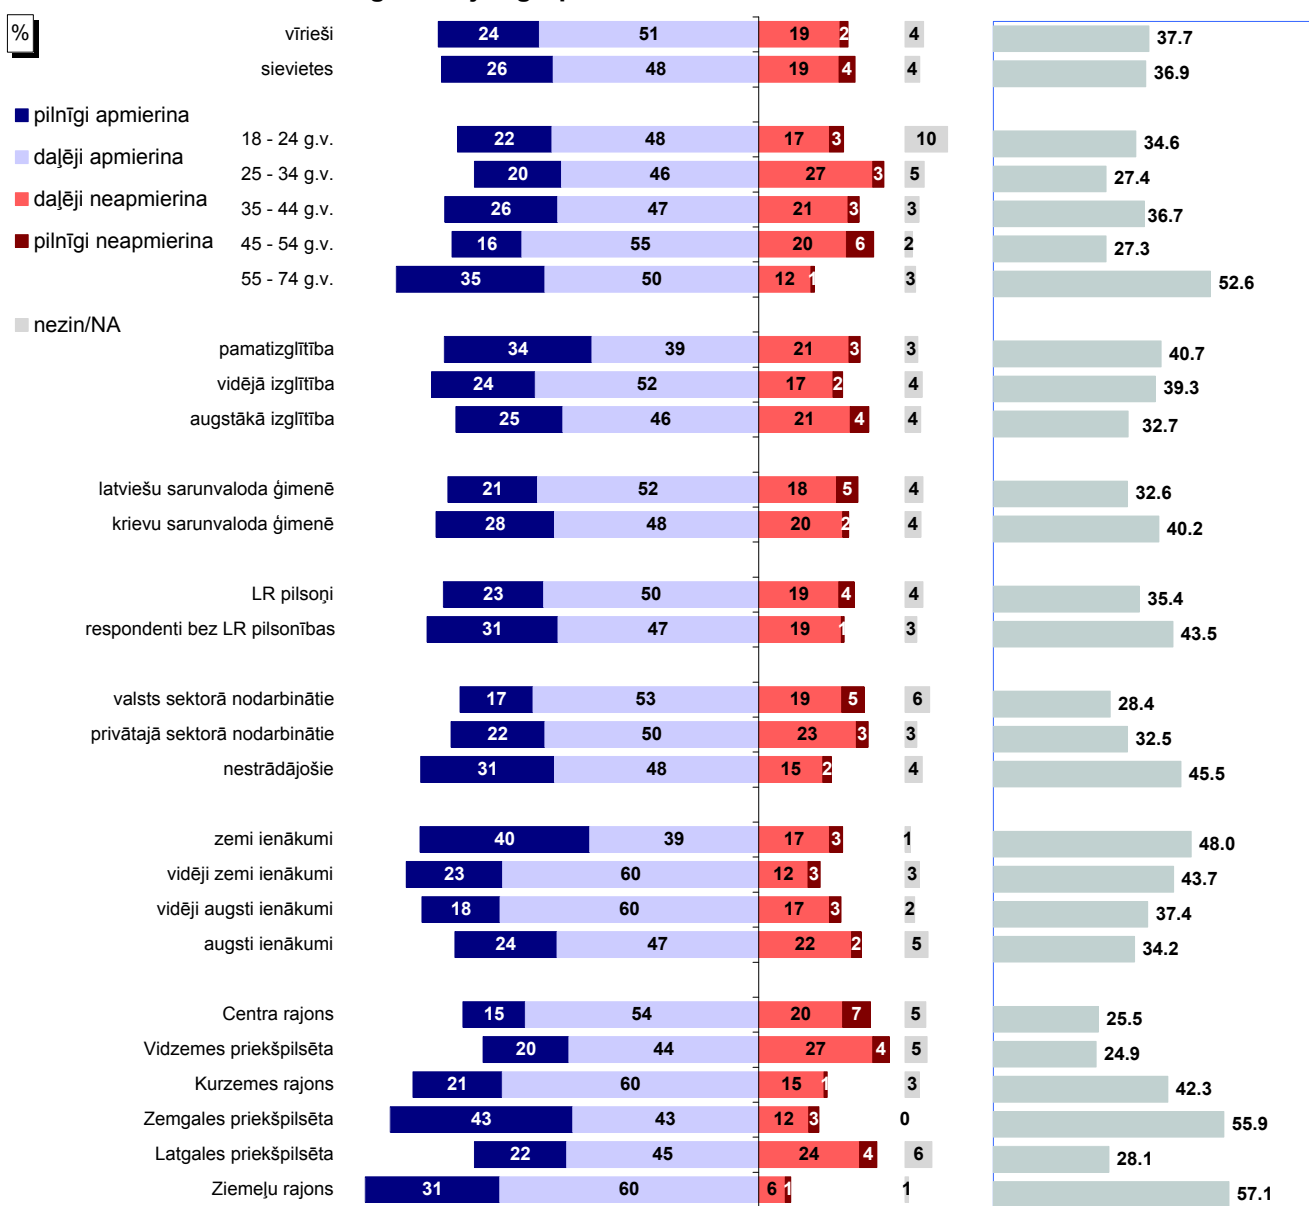 %
vīrieši 24 51 19 2 4 37.7
sievietes 26 48 19 4 4 36.9
pilnīgi apmierina
18 - 24 g.v. 22 48 17 3 10 34.6
daļēji apmierina
25 - 34 g.v. 20 46 27 3 5 27.4
daļēji neapmierina
35 - 44 g.v. 26 47 21 3 3 36.7
pilnīgi neapmierina
45 - 54 g.v. 16 55 20 6 2 27.3
55 - 74 g.v. 35 50 12 1 3 52.6
nezin/NA
pamatizglītība 34 39 21 3 3 40.7
vidējā izglītība 24 52 17 2 4 39.3
augstākā izglītība 25 46 21 4 4 32.7
latviešu sarunvaloda ģimenē 21 52 18 5 4 32.6
krievu sarunvaloda ģimenē 28 48 20 2 4 40.2
LR pilsoņi 23 50 19 4 4 35.4
respondenti bez LR pilsonības 31 47 19 1 3 43.5
valsts sektorā nodarbinātie 17 53 19 5 6 28.4
privātajā sektorā nodarbinātie 22 50 23 3 3 32.5
nestrādājošie 31 48 15 2 4 45.5
zemi ienākumi 40 39 17 3 1 48.0
vidēji zemi ienākumi 23 60 12 3 3 43.7
vidēji augsti ienākumi 18 60 17 3 2 37.4
augsti ienākumi 24 47 22 2 5 34.2
Centra rajons 15 54 20 7 5 25.5
Vidzemes priekšpilsēta 20 44 27 4 5 24.9
Kurzemes rajons 21 60 15 1 3 42.3
Zemgales priekšpilsēta 43 43 12 3 0 55.9
Latgales priekšpilsēta 22 45 24 4 6 28.1
Ziemeļu rajons 31 60 6 1 1 57.1